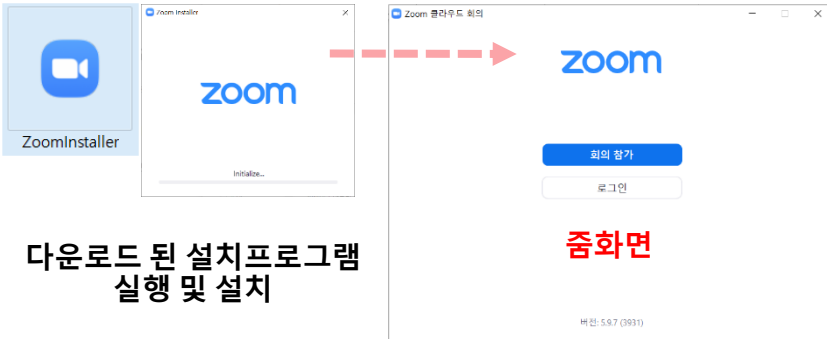 ZoomInstaller
Zoom Installer
zoom
Initialize...
다운로드 된 설치프로그램
실행 및 설치
Zoom 클라우드 회의
zoom
회의 참가
로그인
줌화면
버전: 5.9.7 (3931)